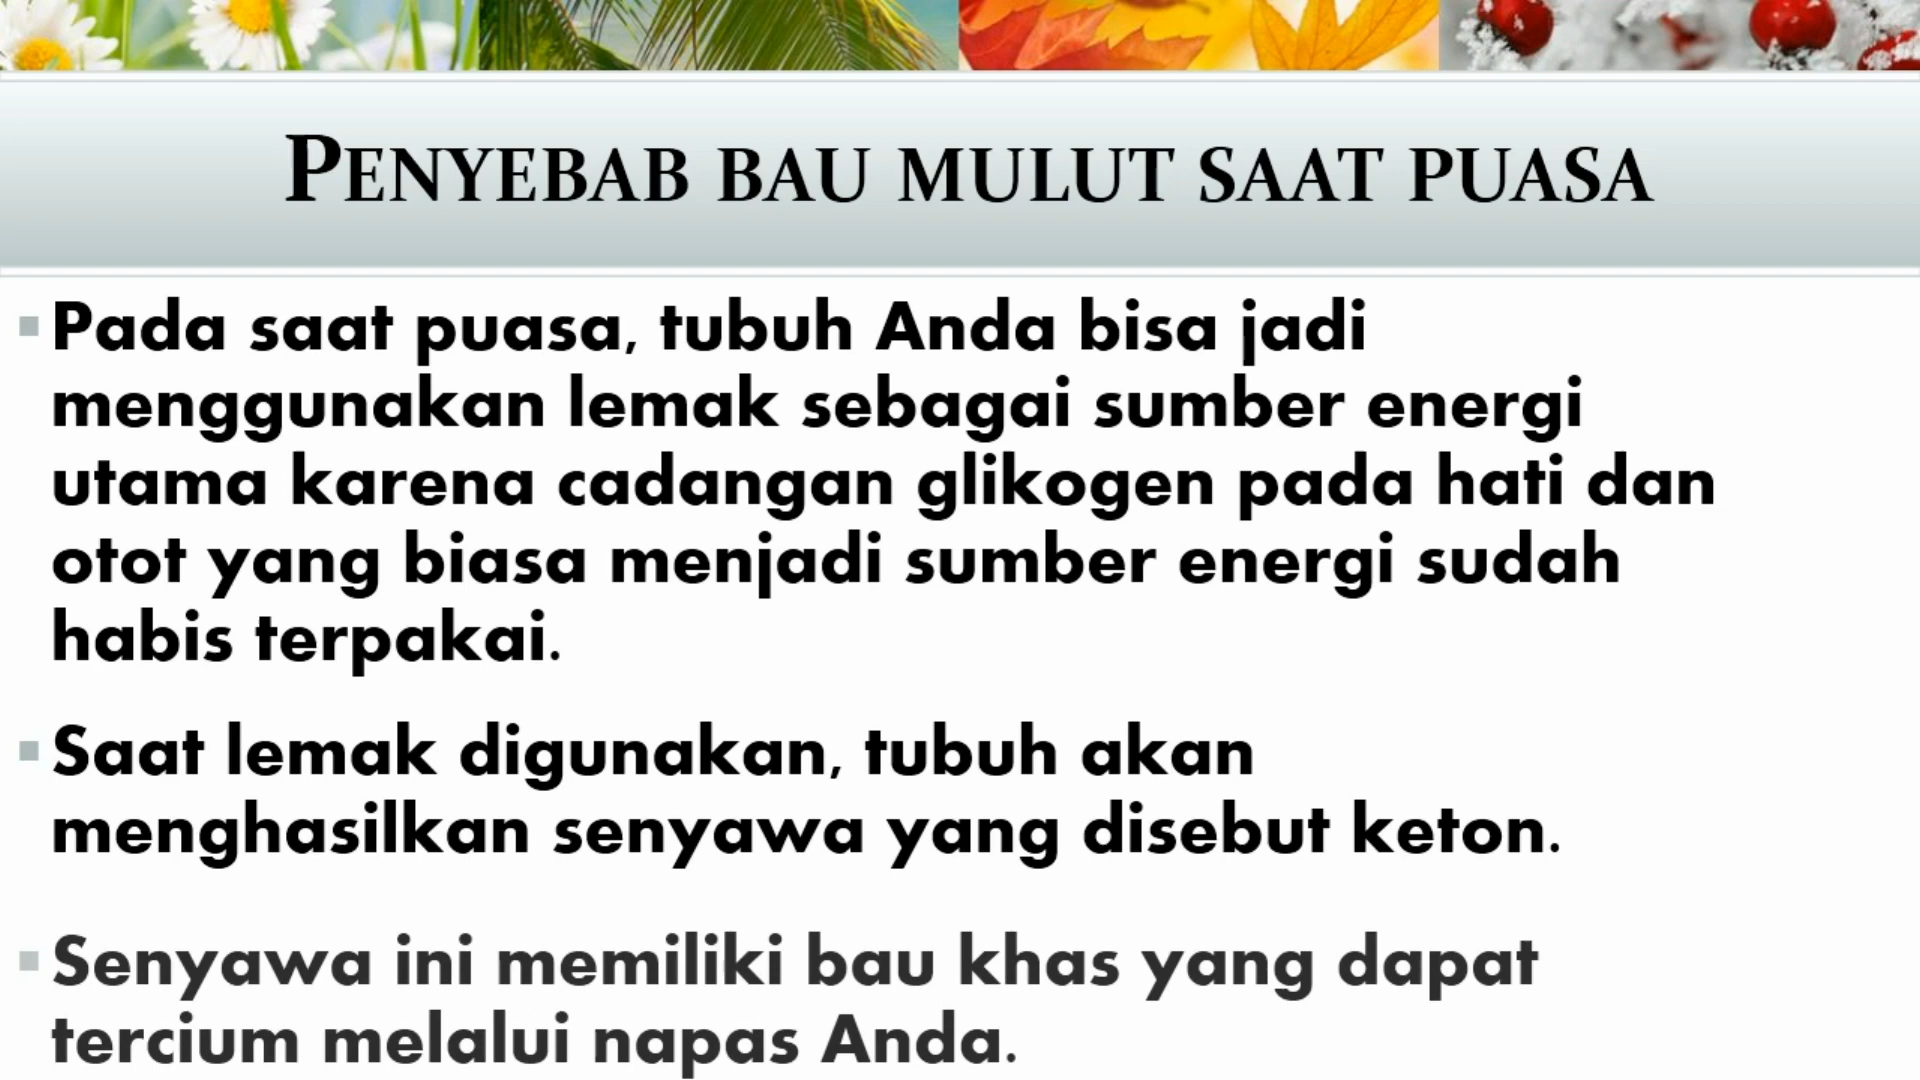 PENYEBAB BAU MULUT SAAT PUASA
Pada saat puasa, tubuh Anda bisa jadi
menggunakan lemak sebagai sumber energi
utama karena cadangan glikogen pada hati dan
otot yang biasa menjadi sumber energi sudah
habis terpakai.
Saat lemak digunakan, tubuh akan
menghasilkan senyawa yang disebut keton.
Senyawa ini memiliki bau khas yang dapat
tercium melalui napas Anda.